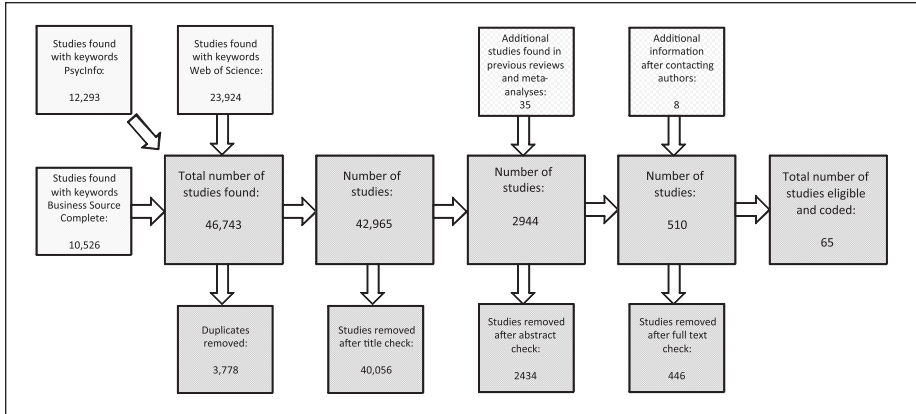 Studies found
with keywords
PsycInfo:
12,293
Studies found
with keywords
Web of Science:
23,924
Additional
studies found in
previous reviews
and meta-
analyses:
35
Additional
information
after contacting
authors:
8
Studies found
with keywords
Business Source
Complete:
10,526
Total number of
studies found:
46,743
Number of
studies:
42,965
Number of
studies:
2944
Number of
studies:
510
Total number of
studies eligible
and coded:
65
Duplicates
removed:
3,778
Studies removed
after title check:
40,056
Studies removed
after abstract
check:
2434
Studies removed
after full text
check:
446